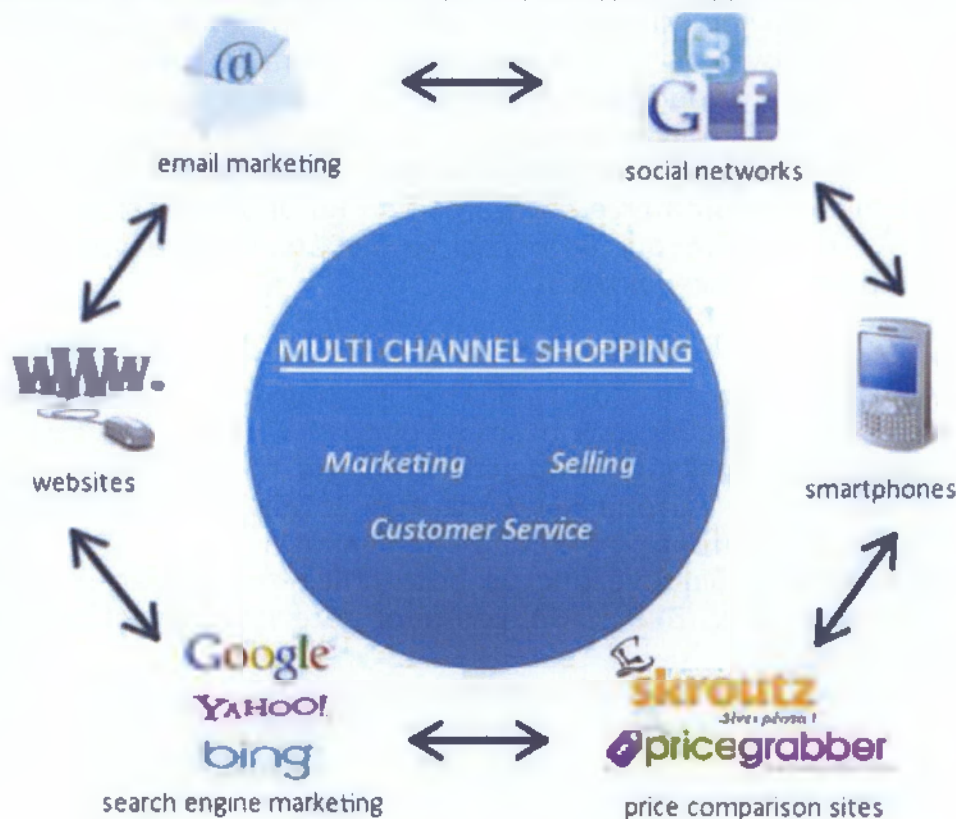 @
t
G f
email marketing
social networks
MULTI CHANNEL SHOPPING
www.
Marketing Selling
websites
smartphones
Customer Service
Google
YAHOO!
bing
skroutz
pricegrabber
search engine marketing
price comparison sites